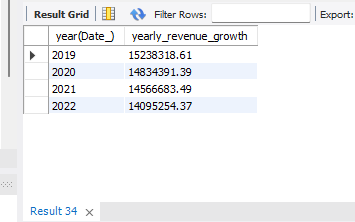 Result Grid Filter Rows: Export:
year(Date_) yearly_revenue_growth
2019 15238318.61
2020 14834391.39
2021 14566683.49
2022 14095254.37
Result 34 ×